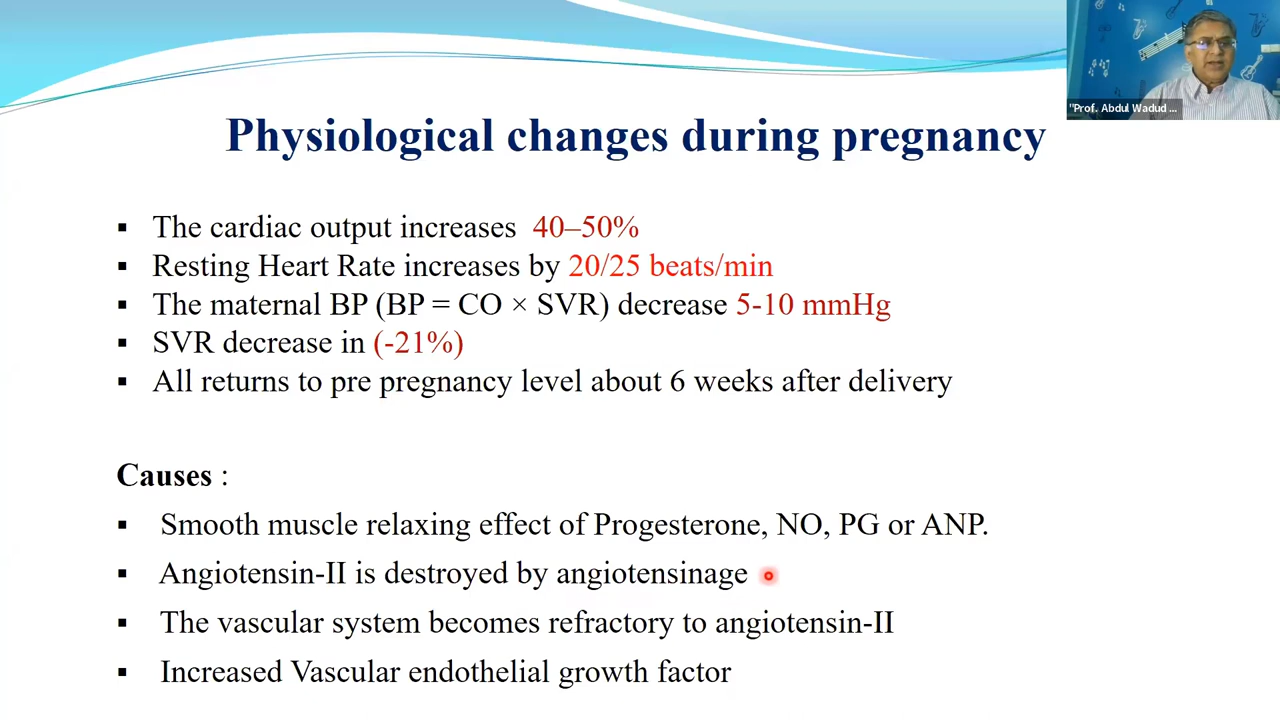 "Prof. Abdul Wadud ...
Physiological changes during pregnancy
▪ The cardiac output increases 40–50%
▪ Resting Heart Rate increases by 20/25 beats/min
▪ The maternal BP (BP = CO × SVR) decrease 5-10 mmHg
▪ SVR decrease in (-21%)
▪ All returns to pre pregnancy level about 6 weeks after delivery
Causes :
▪ Smooth muscle relaxing effect of Progesterone, NO, PG or ANP.
▪ Angiotensin-II is destroyed by angiotensinage
▪ The vascular system becomes refractory to angiotensin-II
▪ Increased Vascular endothelial growth factor